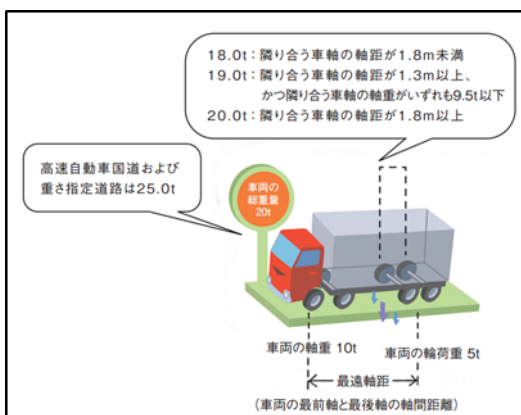 18.0t：隣り合う車軸の軸距が1.8m未満
19.0t：隣り合う車軸の軸距が1.3m以上、
かつ隣り合う車軸の軸重がいずれも9.5t以下
20.0t：隣り合う車軸の軸距が1.8m以上
高速自動車国道および
重さ指定道路は25.0t
車両の
総重量
20t
車両の軸重 10t
車両の輪荷重 5t
最遠軸距
（車両の最前軸と最後軸の軸間距離）